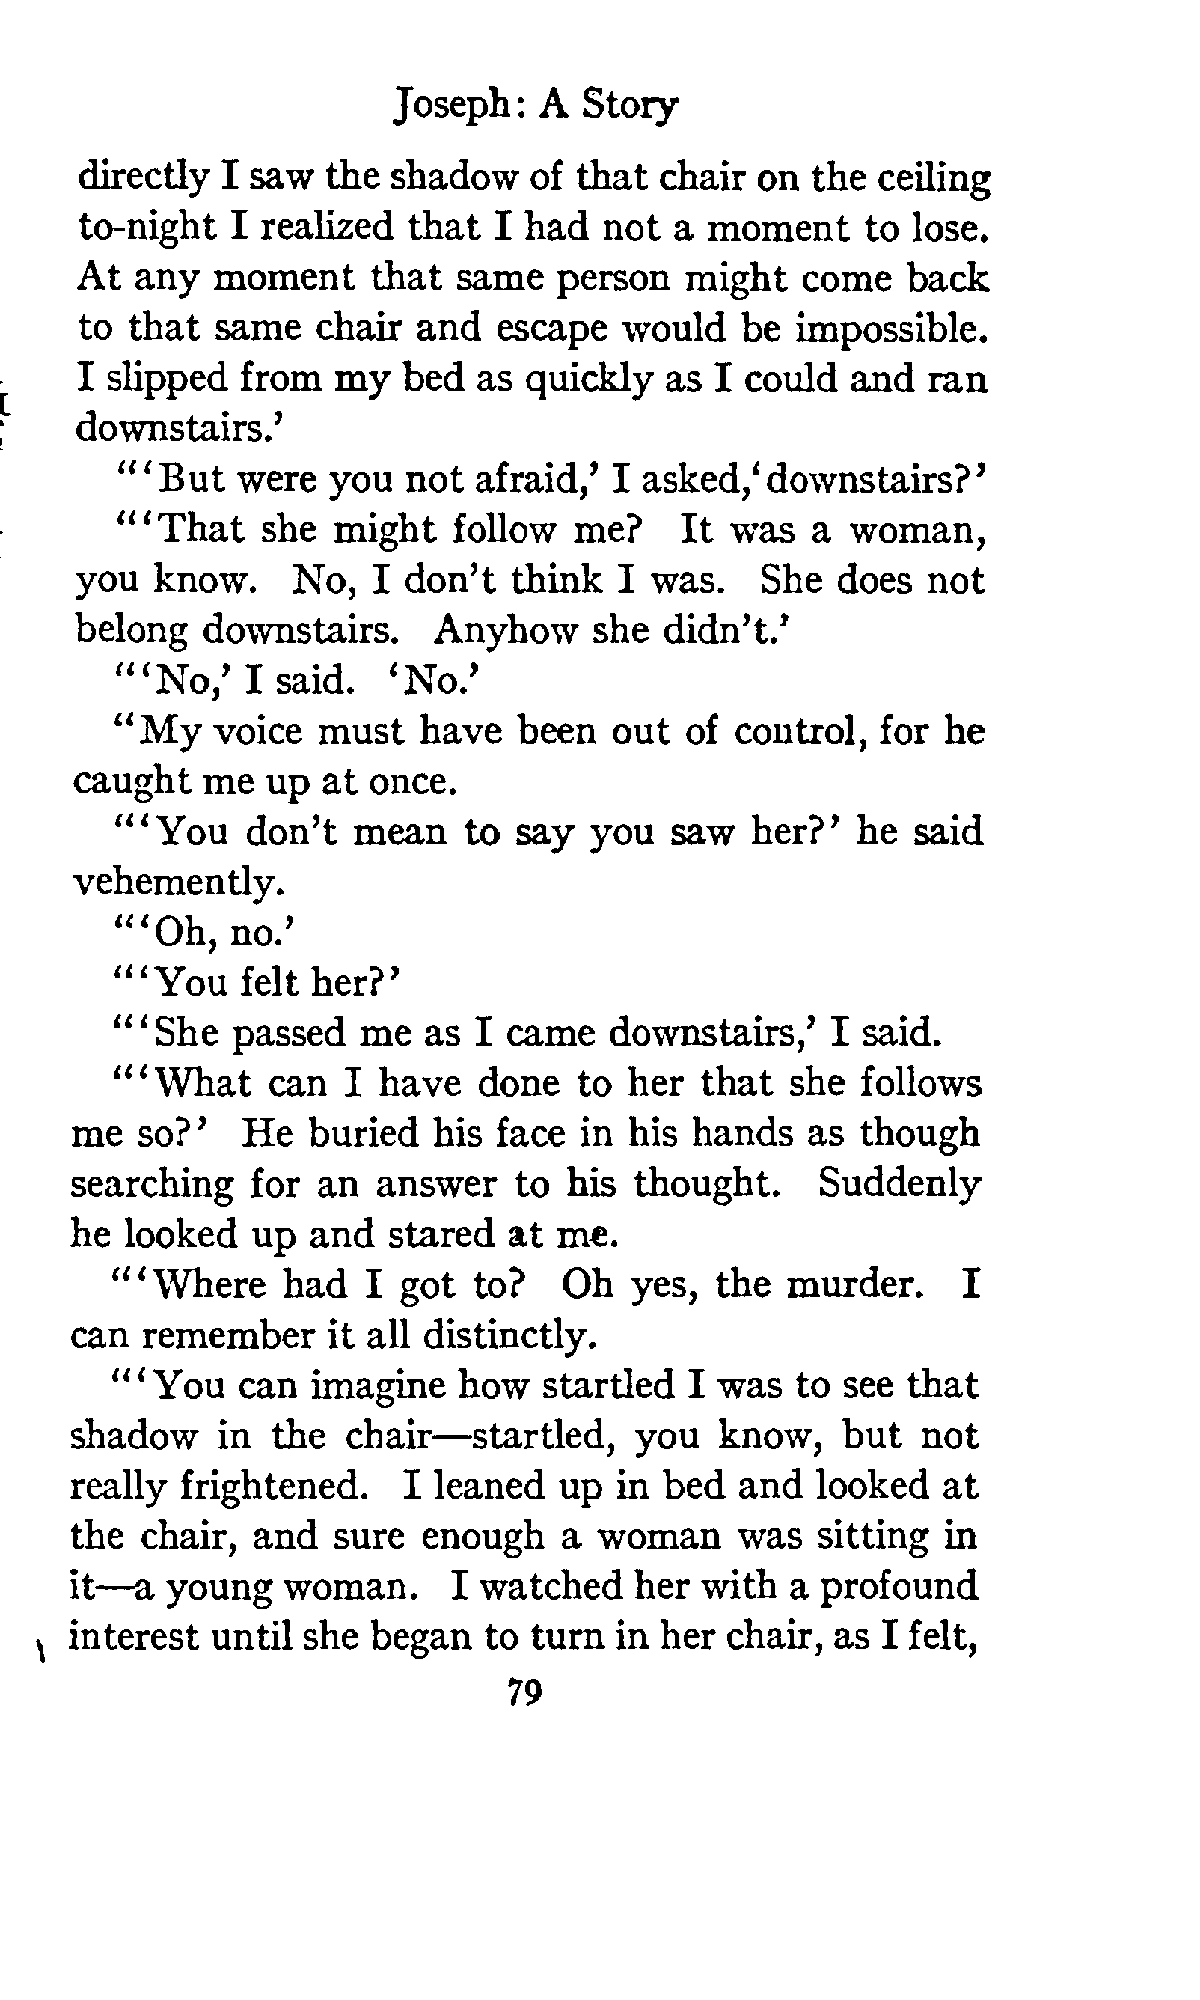 Joseph: A Story
directly I saw the shadow of that chair on the ceiling
to-night I realized that I had not a moment to lose.
At any moment that same person might come back
to that same chair and escape would be impossible.
I slipped from my bed as quickly as I could and ran
downstairs.’
“‘But were you not afraid,’ I asked,‘downstairs?’
“‘That she might follow me? It was a woman,
you know. No, I don’t think I was. She does not
belong downstairs. Anyhow she didn’t.’
“‘No,’ I said. ‘No.’
“My voice must have been out of control, for he
caught me up at once.
“‘You don’t mean to say you saw her?’ he said
vehemently.
“‘Oh, no.’
“‘You felt her?’
“‘She passed me as I came downstairs,’ I said.
“‘What can I have done to her that she follows
me so?’ He buried his face in his hands as though
searching for an answer to his thought. Suddenly
he looked up and stared at me.
“‘Where had I got to? Oh yes, the murder. I
can remember it all distinctly.
“‘You can imagine how startled I was to see that
shadow in the chair—startled, you know, but not
really frightened. I leaned up in bed and looked at
the chair, and sure enough a woman was sitting in
it—a young woman. I watched her with a profound
interest until she began to turn in her chair, as I felt,
79